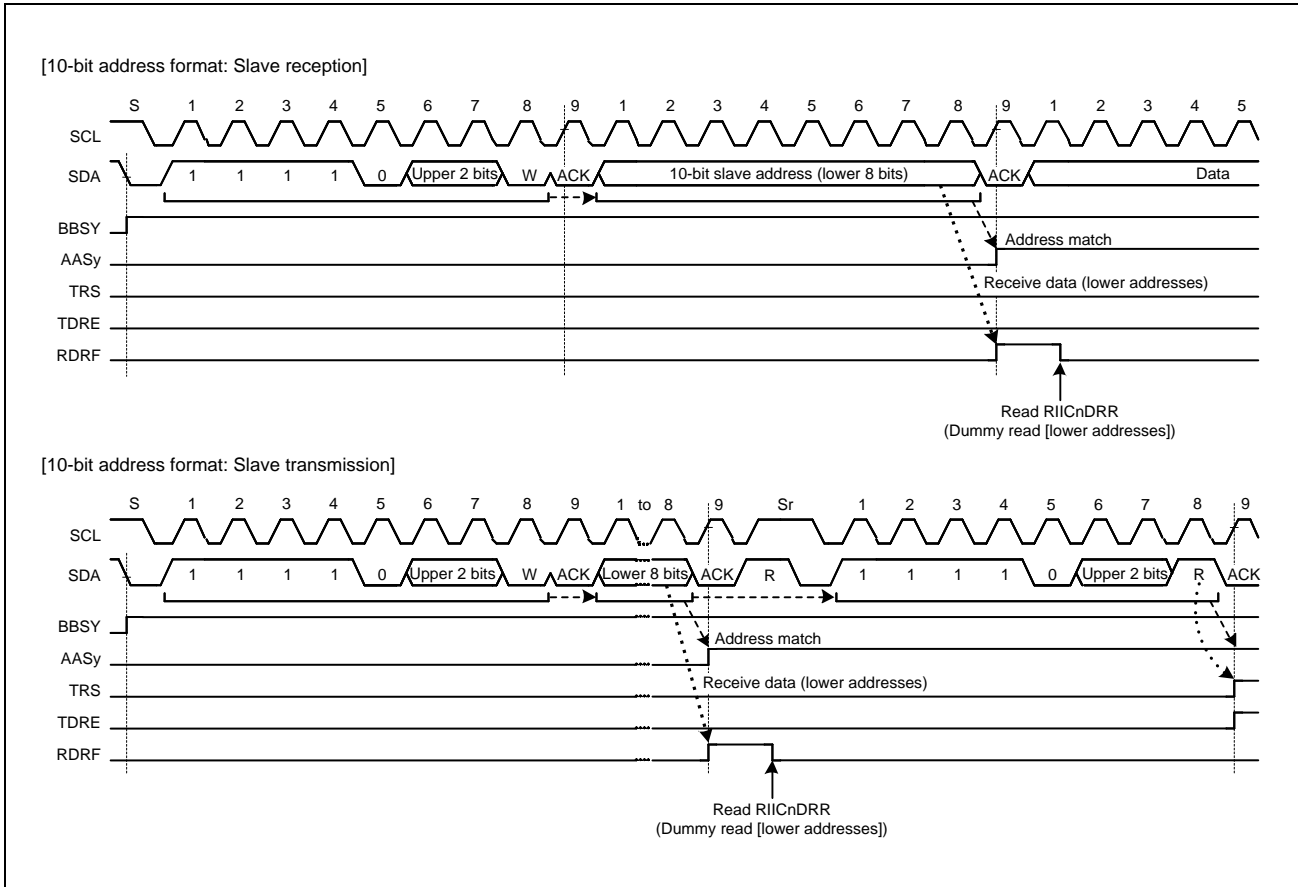 [10-bit address format: Slave reception]
S 1 2 3 4 5 6 7 8 9 1 2 3 4 5 6 7 8 9 1 2 3 4 5
SCL
SDA 1 1 1 1 0 Upper 2 bits W ACK 10-bit slave address (lower 8 bits) ACK Data
BBSY
Address match
AASy
Receive data (lower addresses)
TRS
TDRE
RDRF
Read RIICnDRR
(Dummy read [lower addresses])
[10-bit address format: Slave transmission]
S 1 2 3 4 5 6 7 8 9 1 to 8 9 Sr 1 2 3 4 5 6 7 8 9
SCL
SDA 1 1 1 1 0 Upper 2 bits W ACK Lower 8 bits ACK R 1 1 1 1 0 Upper 2 bits R ACK
BBSY
Address match
AASy
Receive data (lower addresses)
TRS
TDRE
RDRF
Read RIICnDRR
(Dummy read [lower addresses])